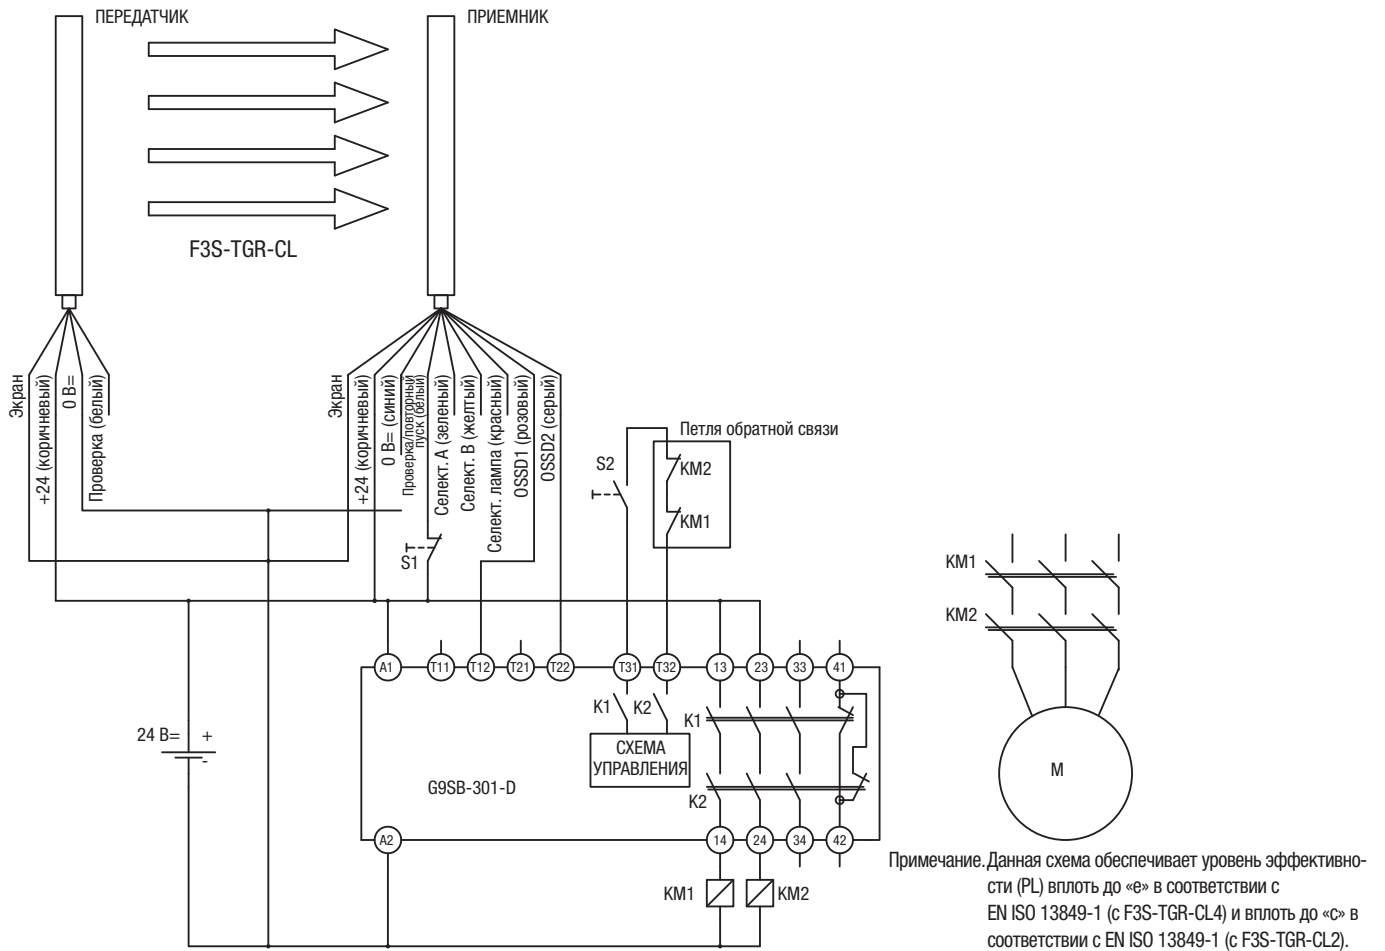 ПЕРЕДАТЧИК
ПРИЕМНИК
F3S-TGR-CL
Экран
+24 (коричневый)
0 В=
Проверка (белый)
Экран
+24 (коричневый)
0 В= (синий)
Проверка/повторный
пуск (белый)
Селект. А (зеленый)
Селект. В (желтый)
Селект. лампа (красный)
OSSD1 (розовый)
OSSD2 (серый)
Петля обратной связи
S2
KM2
KM1
S1
A1
T11
T12
T21
T22
T31
T32
13
23
33
41
K1
K2
K1
СХЕМА
УПРАВЛЕНИЯ
K2
24 В=
+
-
G9SB-301-D
A2
14
24
34
42
KM1
KM2
KM1
KM2
M
Примечание. Данная схема обеспечивает уровень эффективно-
сти (PL) вплоть до «e» в соответствии с
EN ISO 13849-1 (с F3S-TGR-CL4) и вплоть до «c» в
соответствии с EN ISO 13849-1 (с F3S-TGR-CL2).